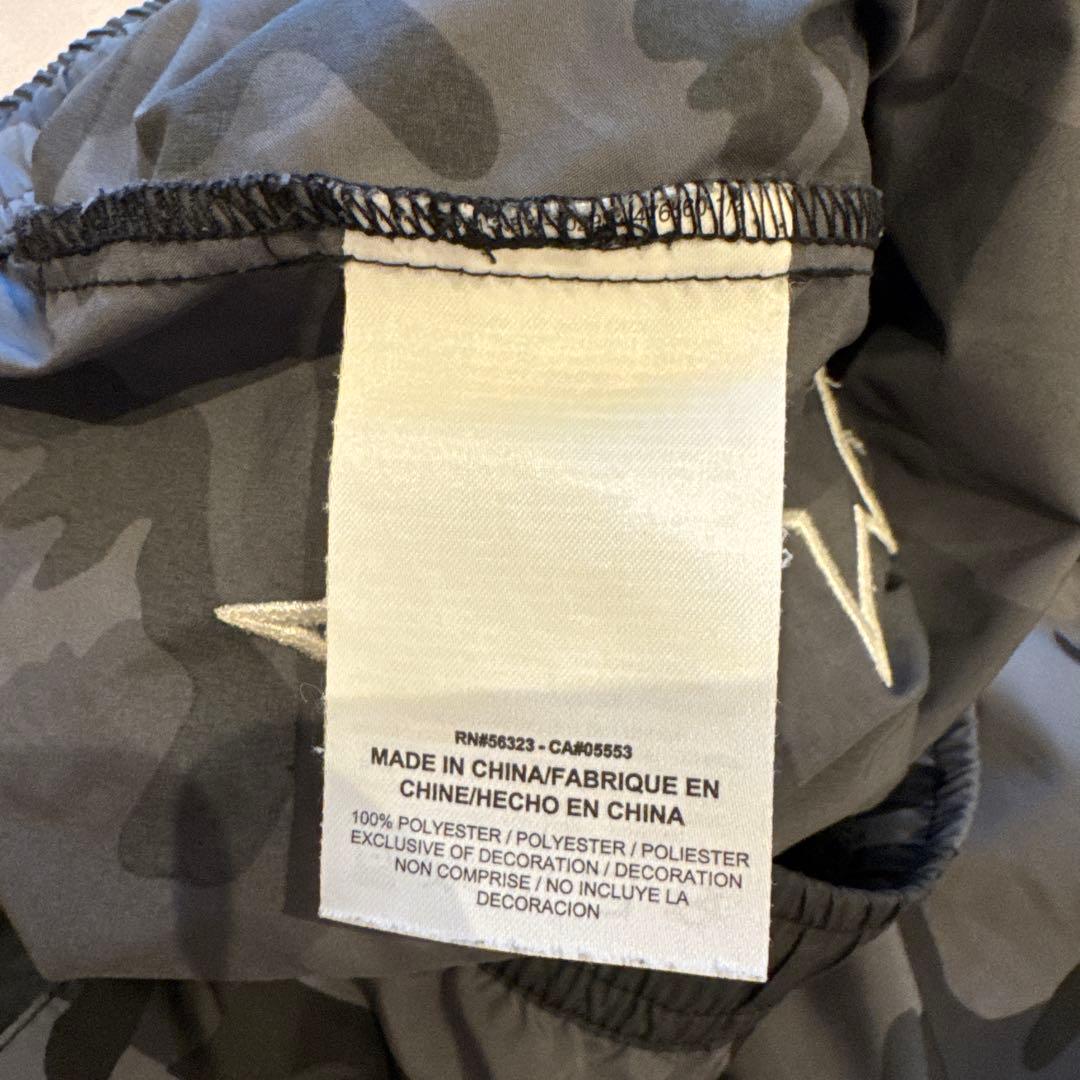 RN#56323 - CA#05553
MADE IN CHINA/FABRIQUE EN
CHINE/HECHO EN CHINA
100% POLYESTER / POLYESTER / POLIESTER
EXCLUSIVE OF DECORATION / DECORATION
NON COMPRISE / NO INCLUYE LA
DECORACION